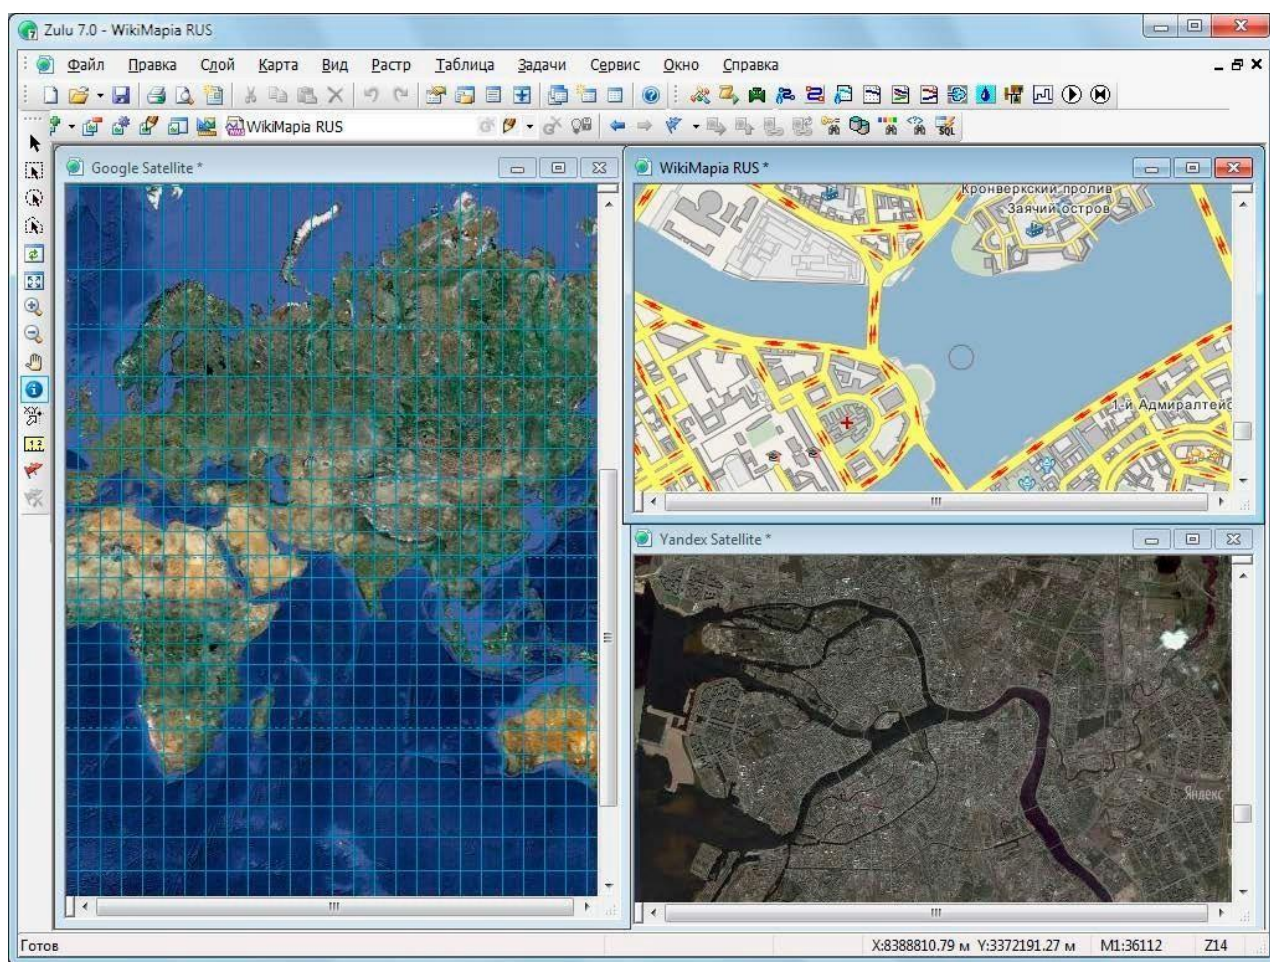 Zulu 7.0 - WikiMapia RUS
Файл Правка Слой Карта Вид Растр Таблица Задачи Сервис Окно Справка
WikiMapia RUS
SQL
Google Satellite *
WikiMapia RUS *
Кронверкский пролив
Заячий остров
1-й Адмиралтейс
Yandex Satellite *
Яндекс
Готов X:8388810.79 м Y:3372191.27 м М1:36112 Z14